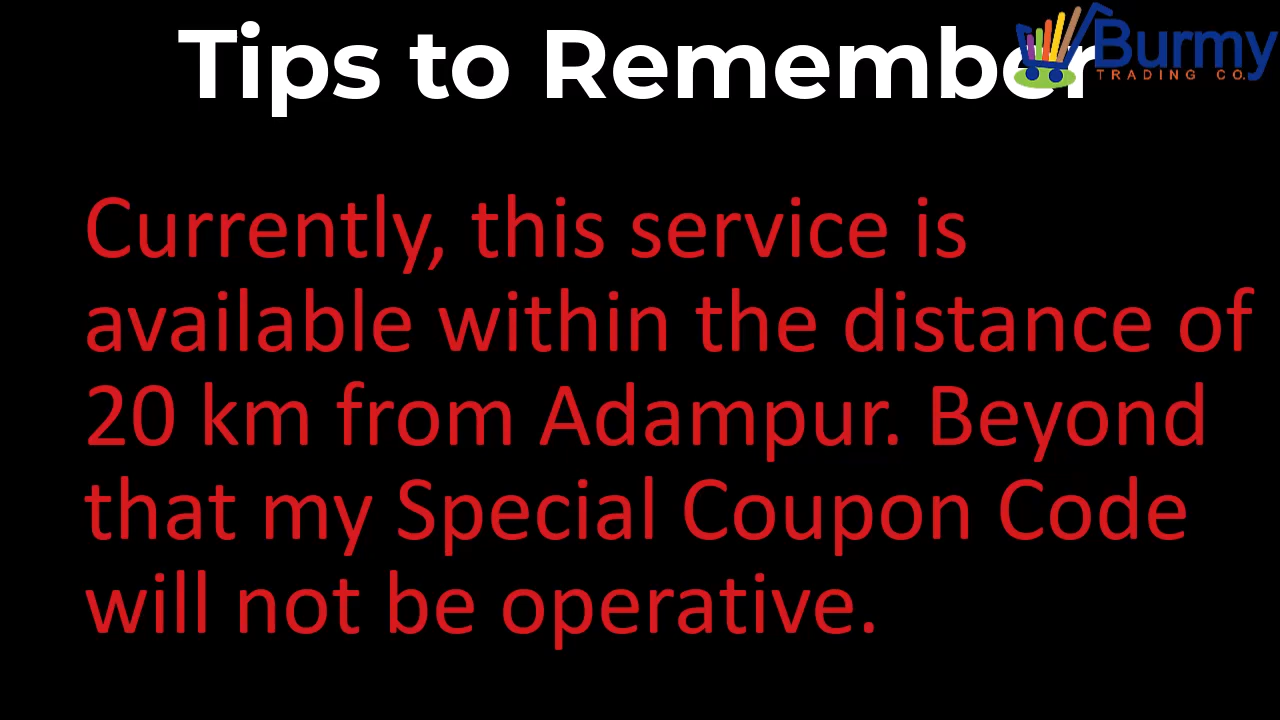 Tips to Remember
Burmy
TRADING CO.
Currently, this service is
available within the distance of
20 km from Adampur. Beyond
that my Special Coupon Code
will not be operative.